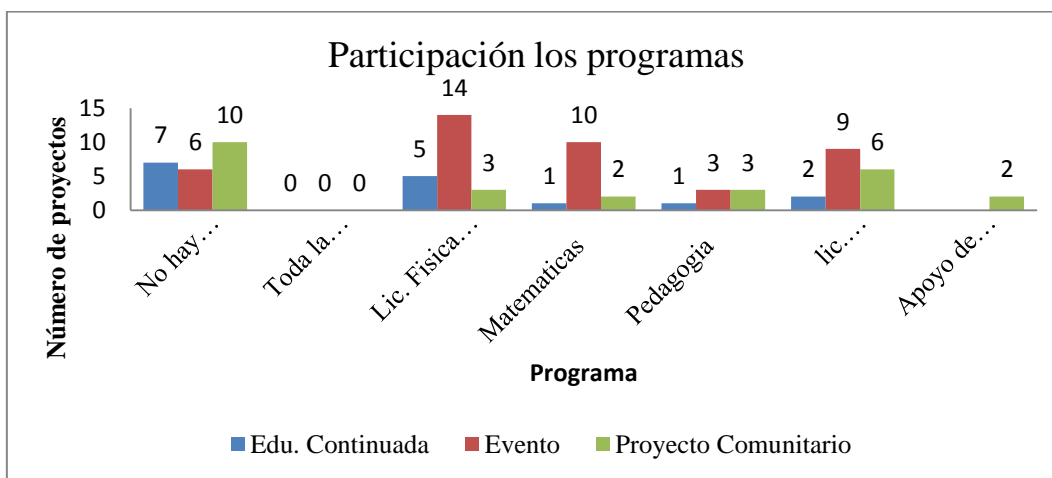 Participación los programas
Número de proyectos
15
10
5
0
7 6 10
0 0 0
5 14 3
1 10 2
1 3 3
2 9 6
2
No hay…
Toda la…
Lic. Fisica…
Matematicas
Pedagogia
lic.…
Apoyo de…
Programa
Edu. Continuada Evento Proyecto Comunitario